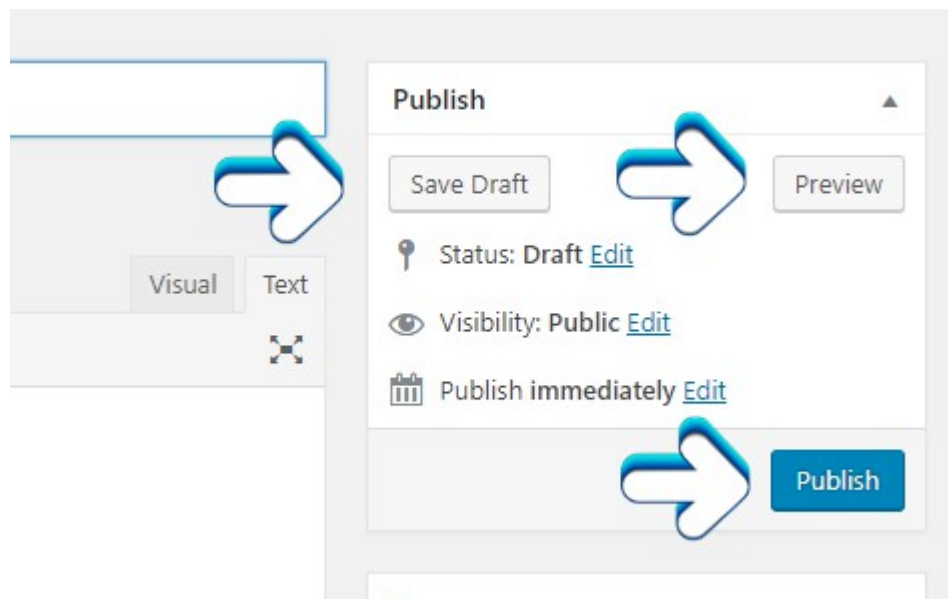 Publish
Save Draft
Preview
Status: Draft Edit
Visual
Text
Visibility: Public Edit
Publish immediately Edit
Publish